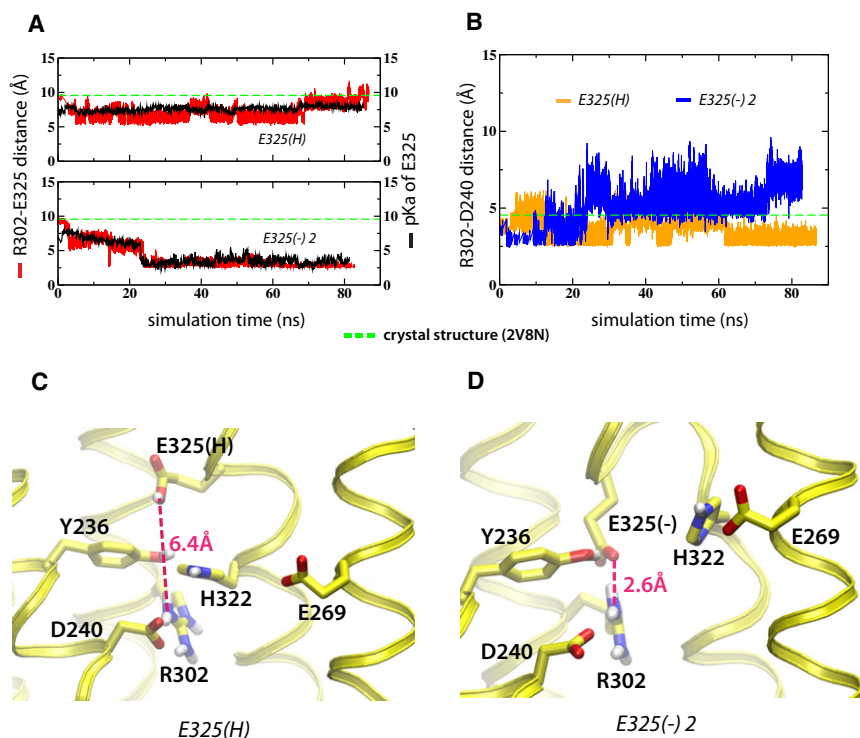 A
B
15 15
10 10
5 5
E325(H)
0 0
15 15
10 10
5 5
E325(-) 2
0 0
0 20 40 60 80
R302-E325 distance (Å)
pKa of E325
simulation time (ns)
15
10
5
0
0 20 40 60 80
E325(H) E325(-) 2
R302-D240 distance (Å)
simulation time (ns)
crystal structure (2V8N)
C
D
E325(H)
Y236
6.4Å
H322
E269
D240
R302
E325(H)
E325(-)
Y236
H322
E269
2.6Å
D240
R302
E325(-) 2